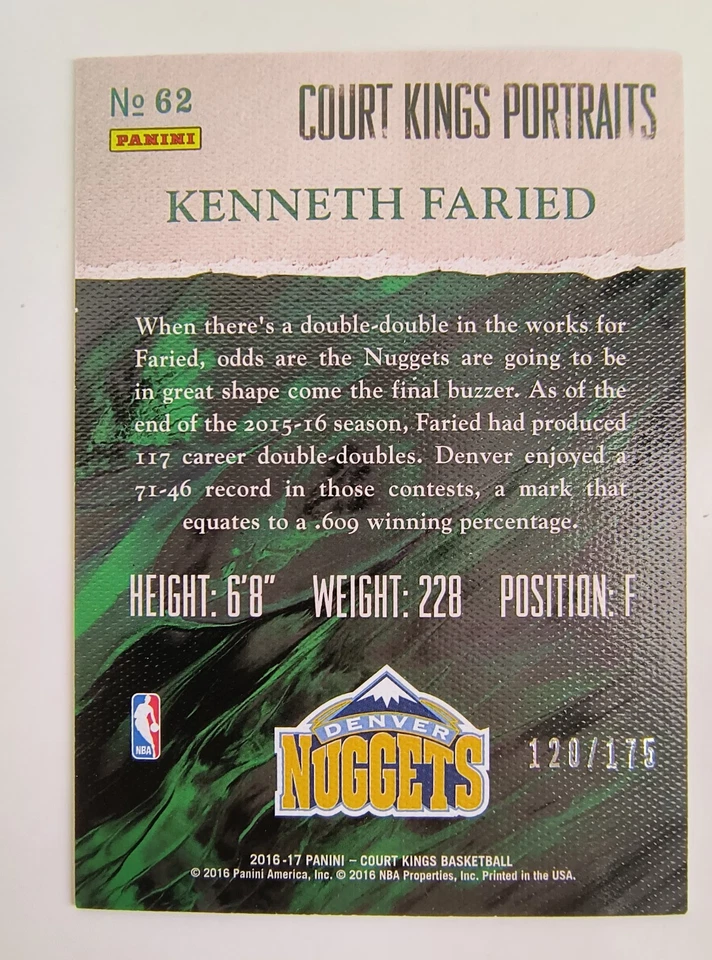 № 62
COURT KINGS PORTRAITS
PANINI
KENNETH FARIED
When there's a double-double in the works for
Faried, odds are the Nuggets are going to be
in great shape come the final buzzer. As of the
end of the 2015-16 season, Faried had produced
117 career double-doubles. Denver enjoyed a
71-46 record in those contests, a mark that
equates to a .609 winning percentage.
HEIGHT: 6'8" WEIGHT: 228 POSITION: F
NBA
DENVER
NUGGETS
120/175
2016-17 PANINI – COURT KINGS BASKETBALL
© 2016 Panini America, Inc. © 2016 NBA Properties, Inc. Printed in the USA.